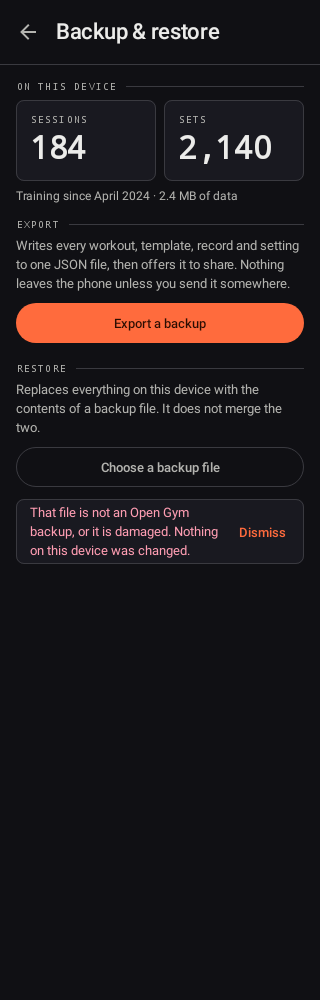 Backup & restore
ON THIS DEVICE
SESSIONS
184
SETS
2,140
Training since April 2024 · 2.4 MB of data
EXPORT
Writes every workout, template, record and setting
to one JSON file, then offers it to share. Nothing
leaves the phone unless you send it somewhere.
Export a backup
RESTORE
Replaces everything on this device with the
contents of a backup file. It does not merge the
two.
Choose a backup file
That file is not an Open Gym
backup, or it is damaged. Nothing
on this device was changed.
Dismiss